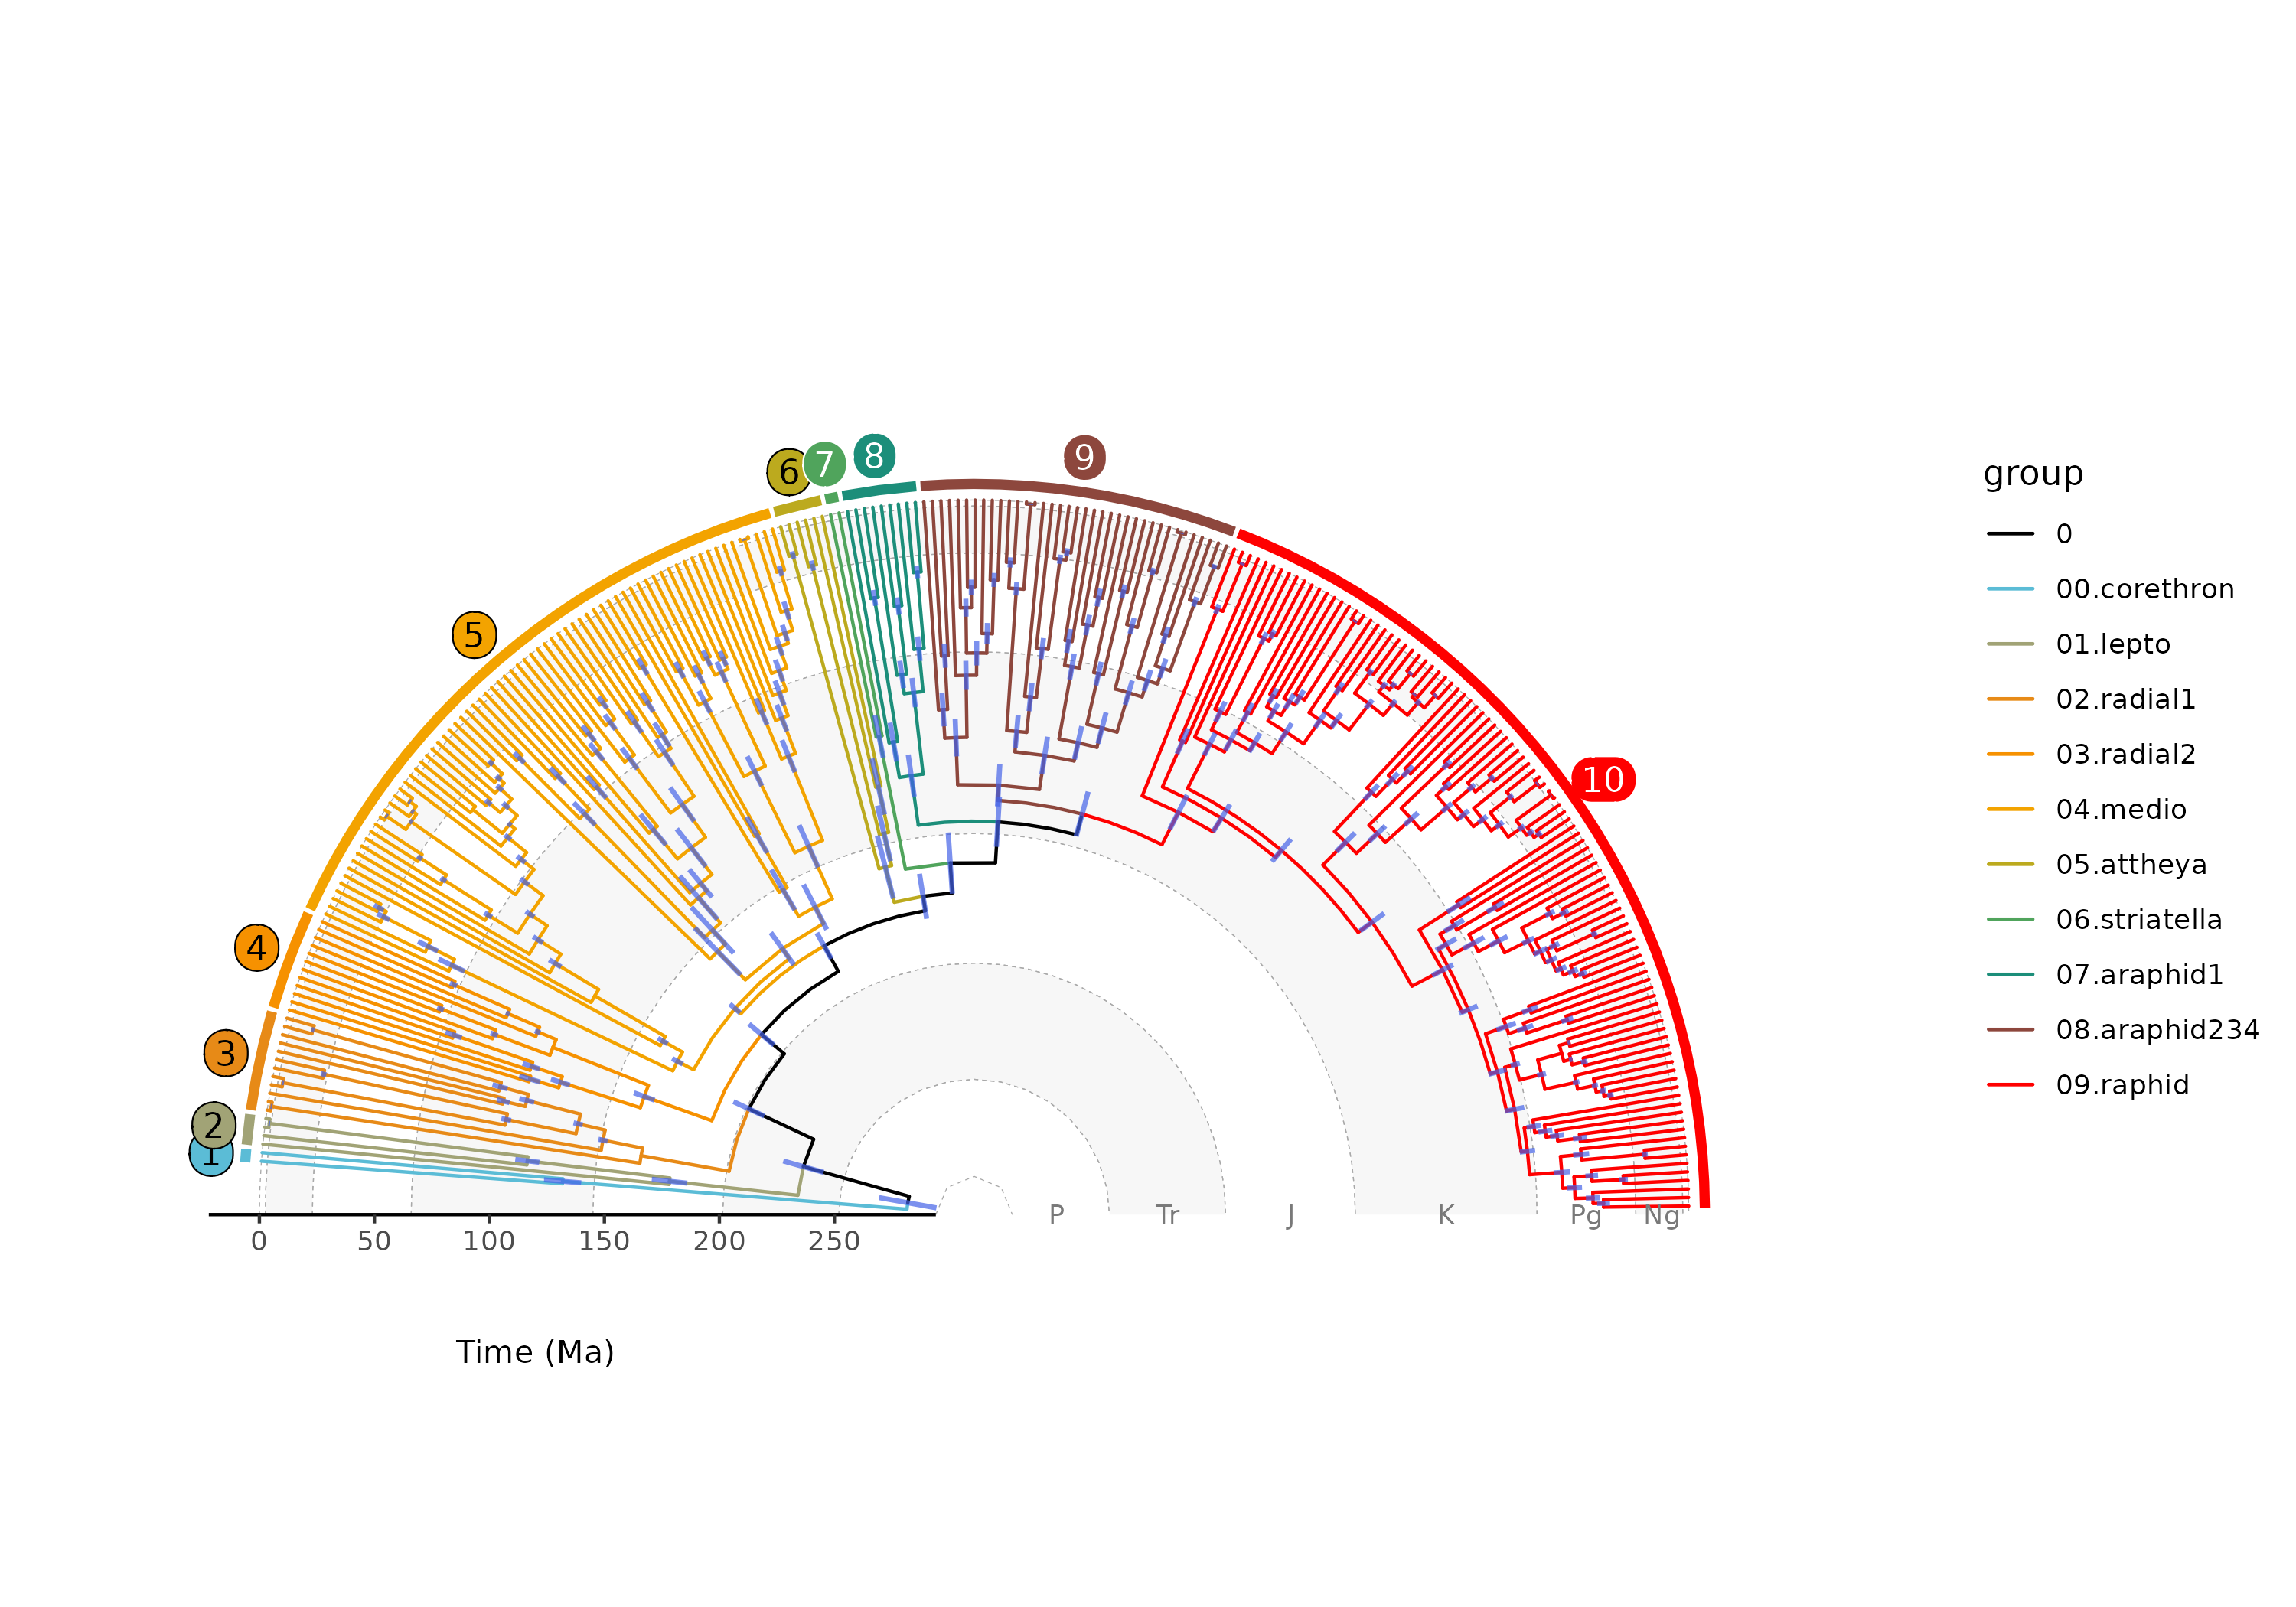 6
7
8
9
5
10
4
3
2
1
P
Tr
J
K
Pg
Ng
0
50
100
150
200
250
Time (Ma)
group
0
00.corethron
01.lepto
02.radial1
03.radial2
04.medio
05.attheya
06.striatella
07.araphid1
08.araphid234
09.raphid